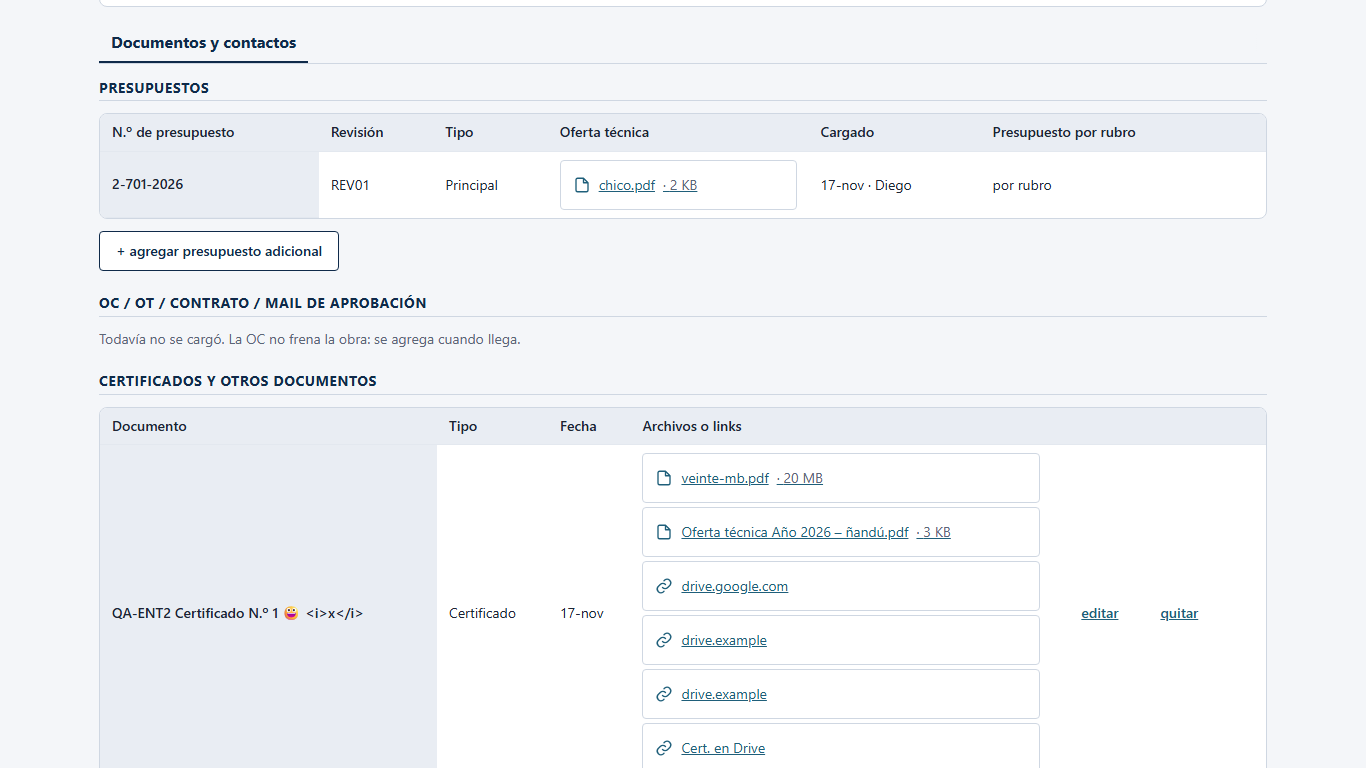 Documentos y contactos
PRESUPUESTOS
N.º de presupuesto Revisión Tipo Oferta técnica Cargado Presupuesto por rubro
2-701-2026 REV01 Principal chico.pdf · 2 KB 17-nov · Diego por rubro
+ agregar presupuesto adicional
OC / OT / CONTRATO / MAIL DE APROBACIÓN
Todavía no se cargó. La OC no frena la obra: se agrega cuando llega.
CERTIFICADOS Y OTROS DOCUMENTOS
Documento Tipo Fecha Archivos o links
veinte-mb.pdf · 20 MB
Oferta técnica Año 2026 – ñandú.pdf · 3 KB
drive.google.com
QA-ENT2 Certificado N.º 1 😛 <i>x</i> Certificado 17-nov editar quitar
drive.example
drive.example
Cert. en Drive